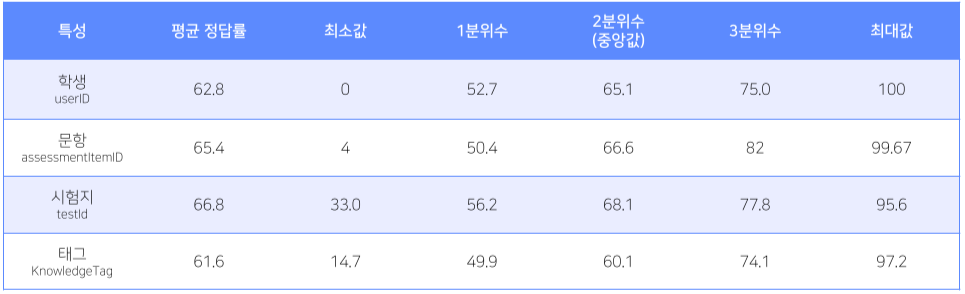 특성 평균 정답률 최소값 1분위수 2분위수 (중앙값) 3분위수 최대값
학생 userID 62.8 0 52.7 65.1 75.0 100
문항 assessmentItemID 65.4 4 50.4 66.6 82 99.67
시험지 testId 66.8 33.0 56.2 68.1 77.8 95.6
태그 KnowledgeTag 61.6 14.7 49.9 60.1 74.1 97.2